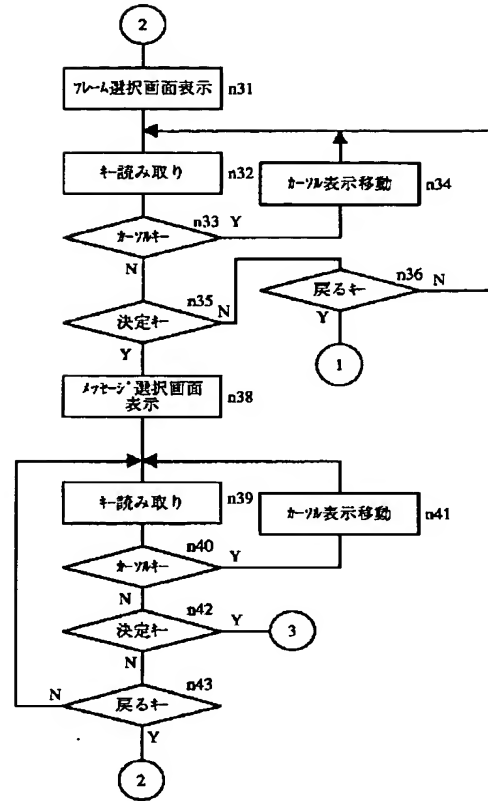 2
フレーム選択画面表示 n31
キー読み取り n32
カーソル表示移動 n34
カーソルキー n33 Y
N
決定キー n35 N
Y
戻るキー n36 N
Y
1
メッセージ選択画面
表示 n38
キー読み取り n39
カーソル表示移動 n41
カーソルキー n40 Y
N
決定キー n42 Y
3
N
戻るキー n43
N
Y
2